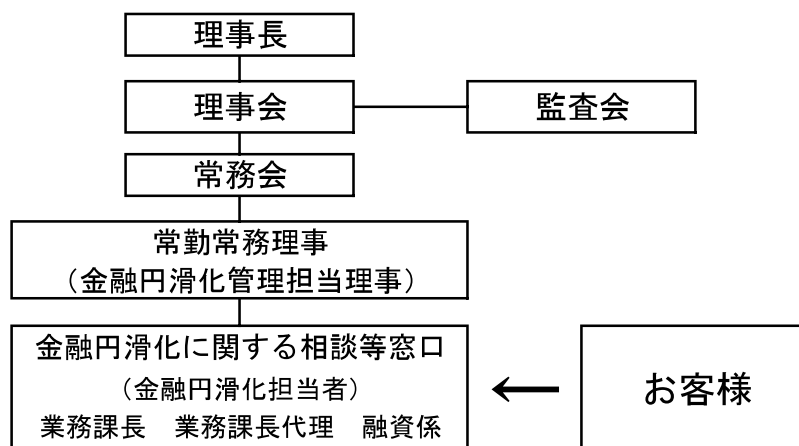 理事長
理事会
監査会
常務会
常勤常務理事
（金融円滑化管理担当理事）
金融円滑化に関する相談等窓口
（金融円滑化担当者）
業務課長　業務課長代理　融資係
お客様